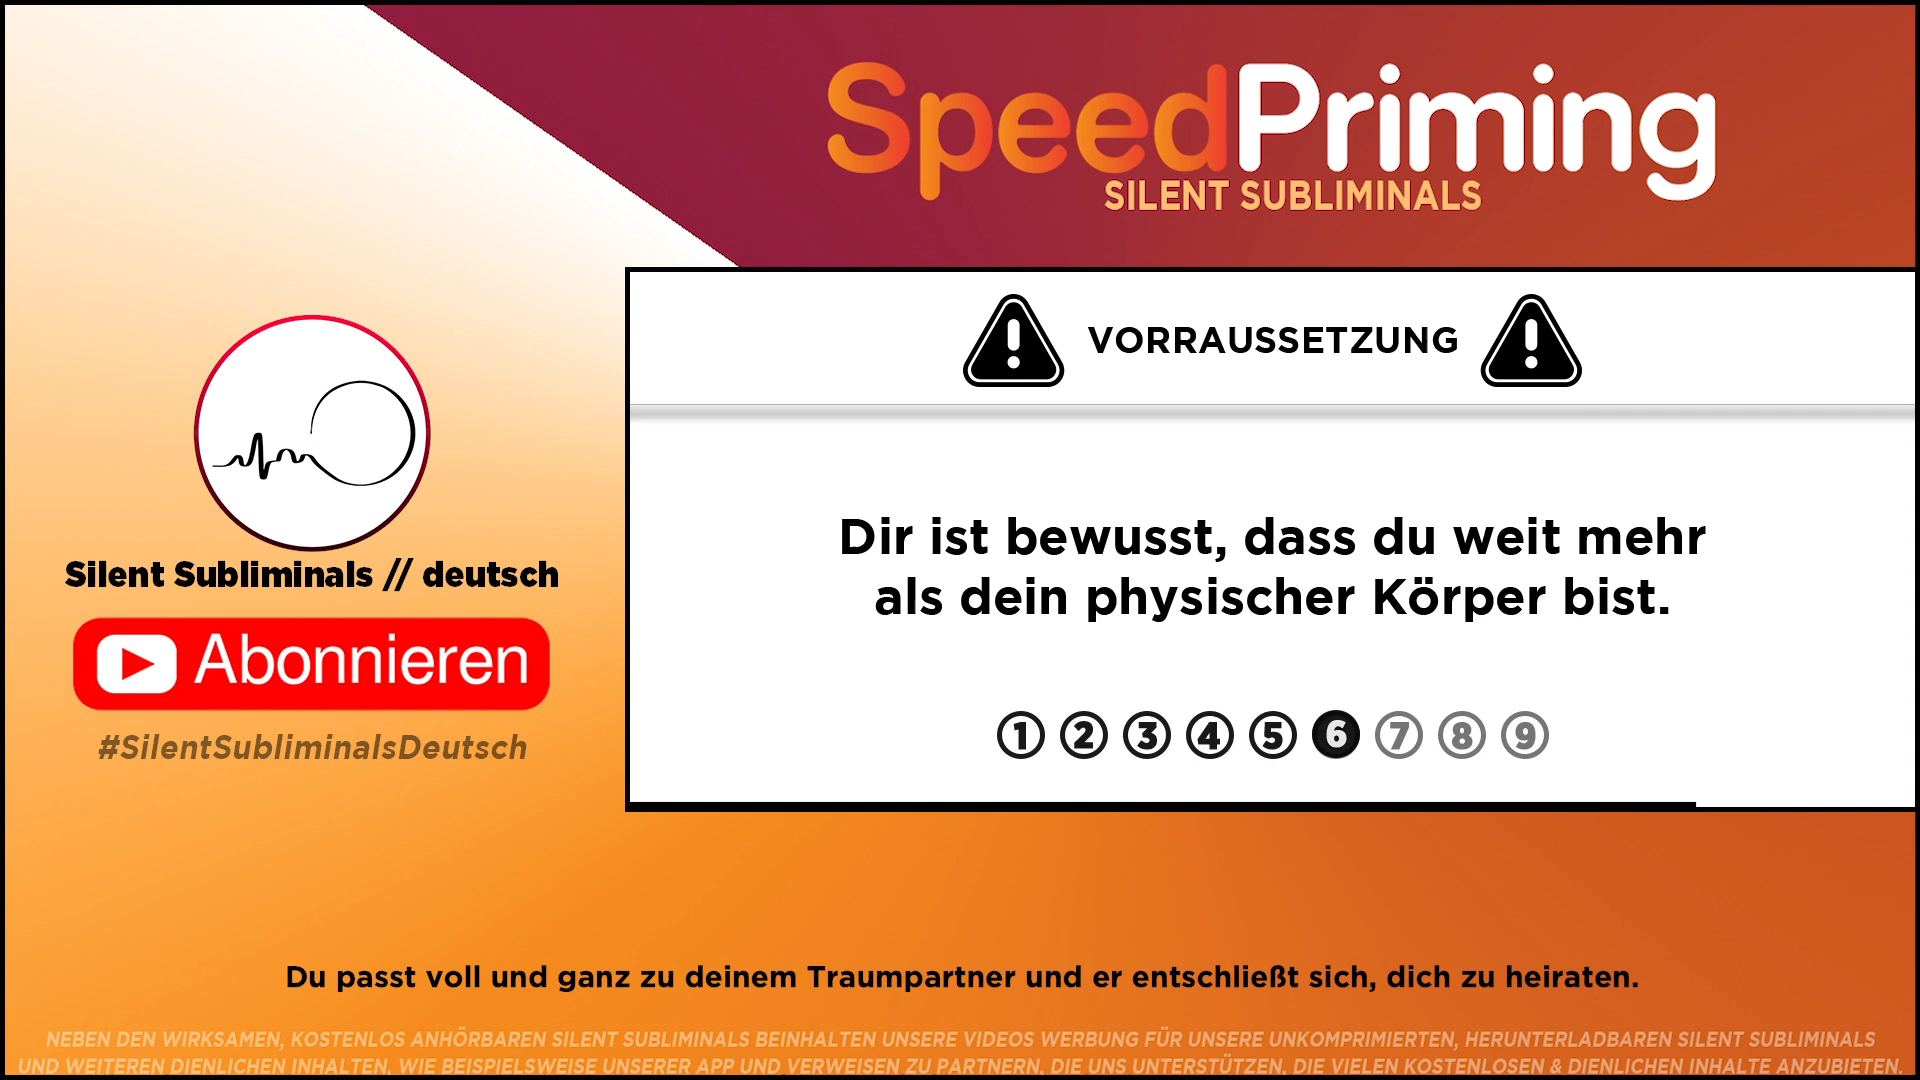 SpeedPriming
SILENT SUBLIMINALS
VORRAUSSETZUNG
Dir ist bewusst, dass du weit mehr
als dein physischer Körper bist.
1 2 3 4 5 6 7 8 9
Silent Subliminals // deutsch
Abonnieren
#SilentSubliminalsDeutsch
Du passt voll und ganz zu deinem Traumpartner und er entschließt sich, dich zu heiraten.
NEBEN DEN WIRKSAMEN, KOSTENLOS ANHÖRBAREN SILENT SUBLIMINALS BEINHALTEN UNSERE VIDEOS WERBUNG FÜR UNSERE UNKOMPRIMIERTEN, HERUNTERLADBAREN SILENT SUBLIMINALS
UND WEITEREN DIENLICHEN INHALTEN, WIE BEISPIELSWEISE UNSERER APP UND VERWEISEN ZU PARTNERN, DIE UNS UNTERSTÜTZEN, DIE VIELEN KOSTENLOSEN & DIENLICHEN INHALTE ANZUBIETEN.